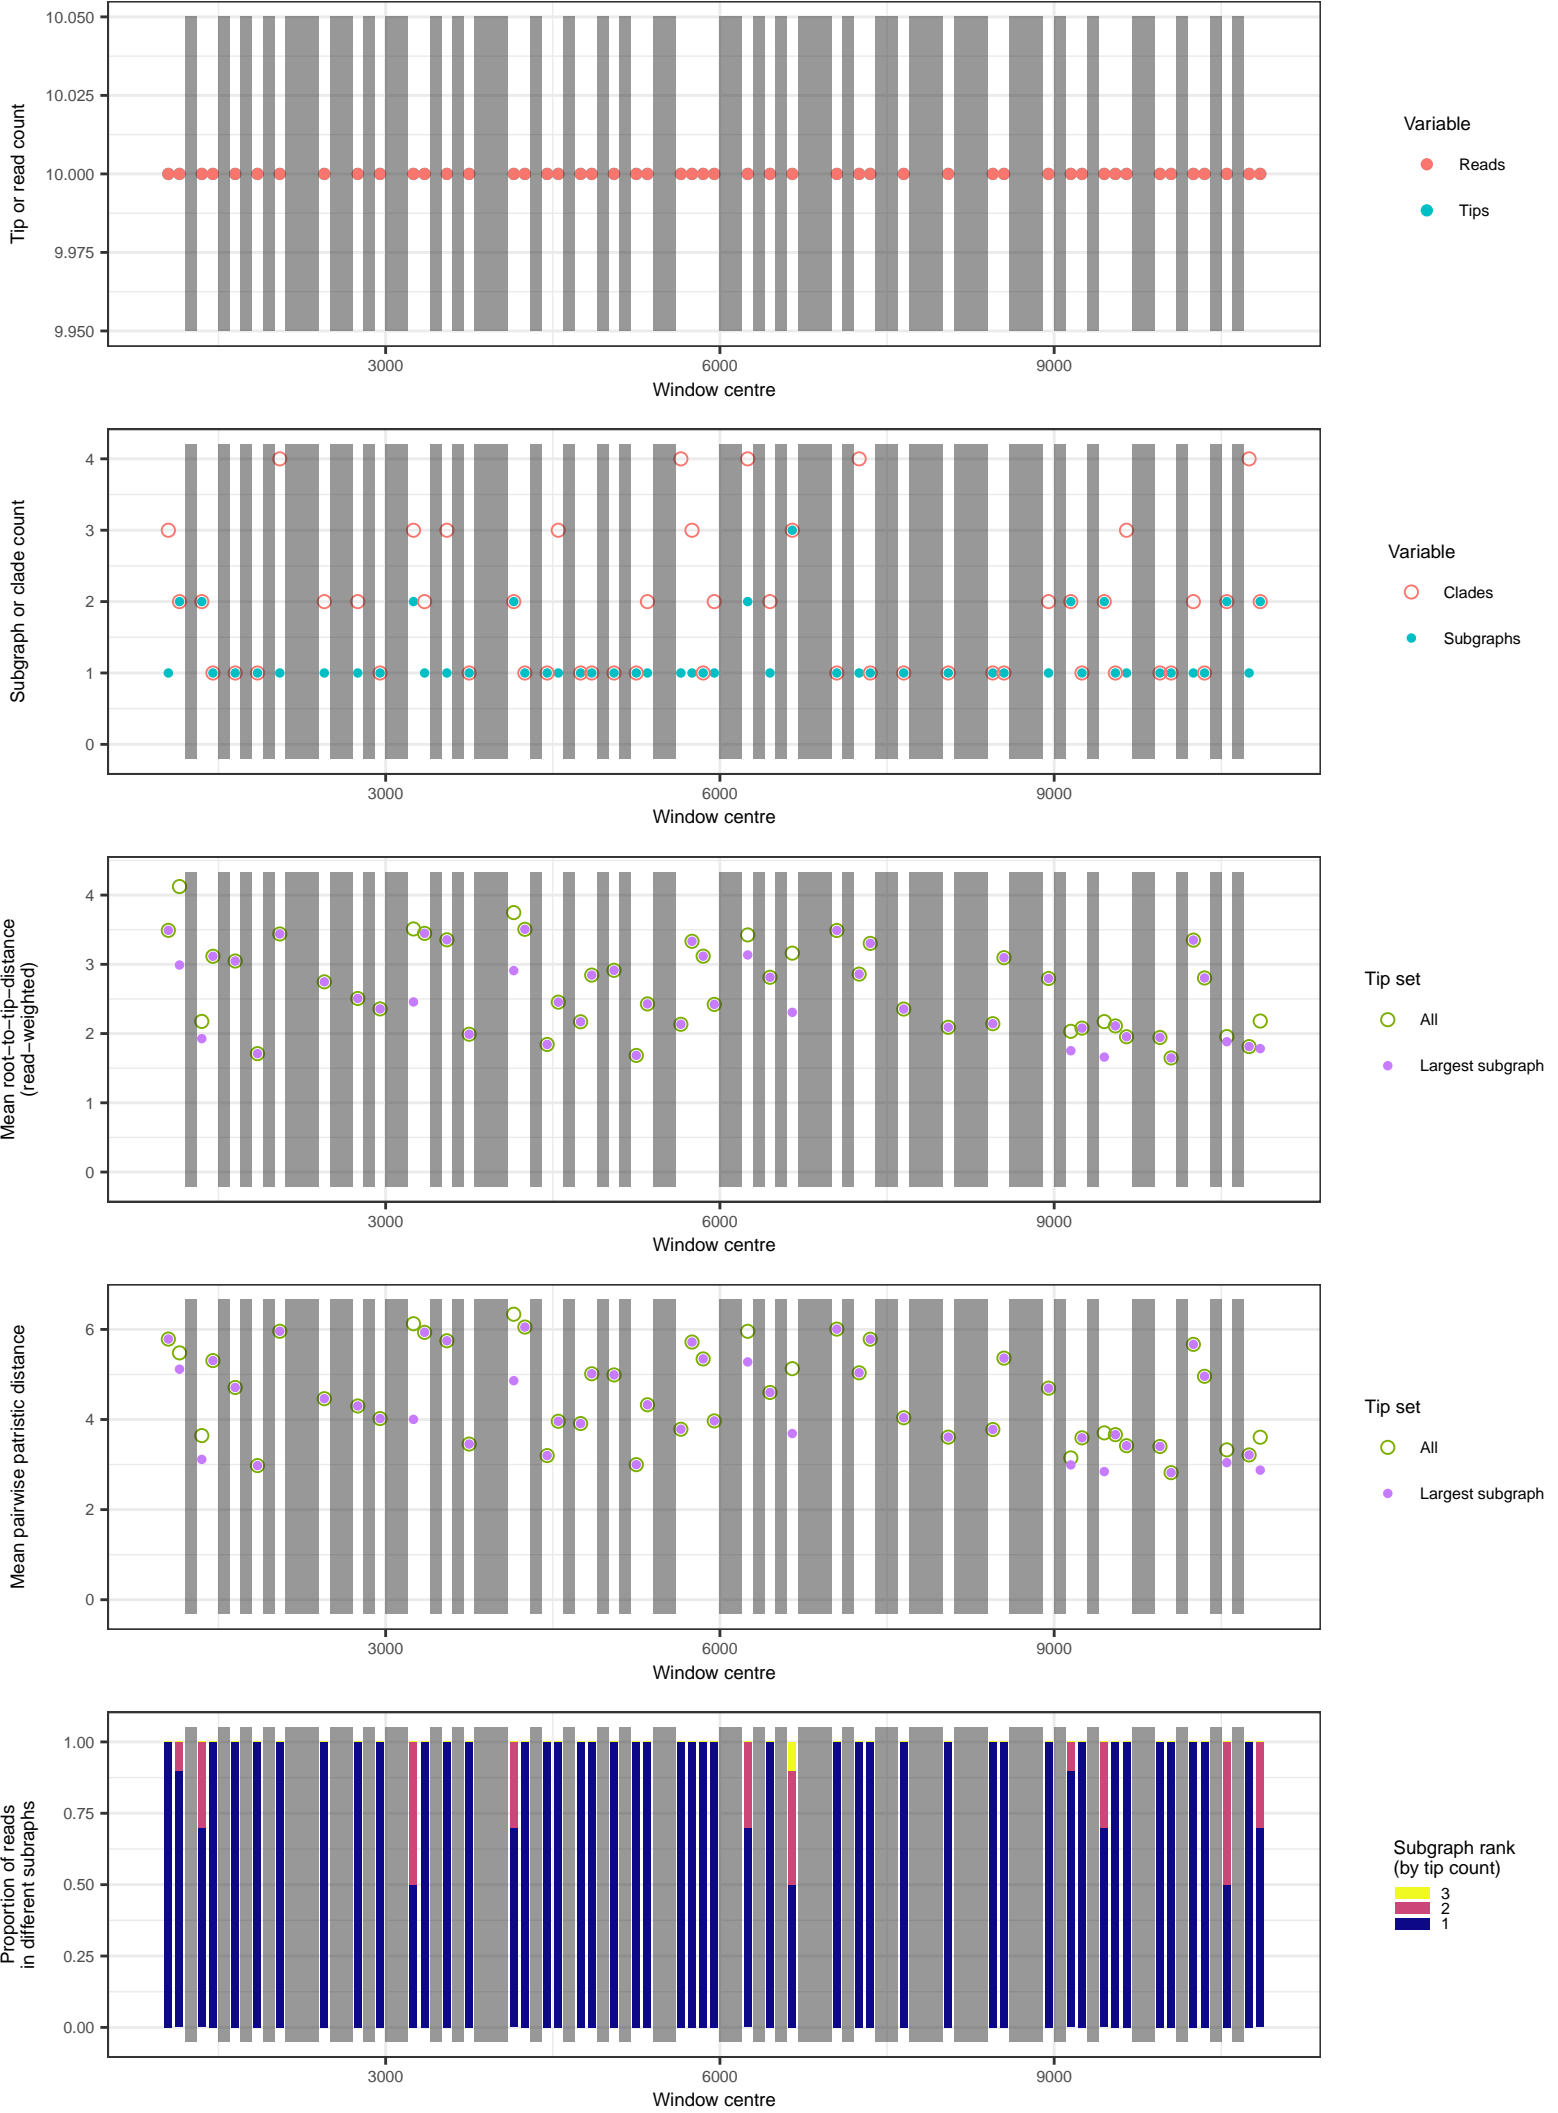 10.050
10.025
10.000
9.975
9.950
Tip or read count
3000 6000 9000
Window centre
Variable
Reads
Tips
4
3
2
1
0
Subgraph or clade count
3000 6000 9000
Window centre
Variable
Clades
Subgraphs
4
3
2
1
0
Mean root−to−tip−distance
(read−weighted)
3000 6000 9000
Window centre
Tip set
All
Largest subgraph
6
4
2
0
Mean pairwise patristic distance
3000 6000 9000
Window centre
Tip set
All
Largest subgraph
1.00
0.75
0.50
0.25
0.00
Proportion of reads
in different subraphs
3000 6000 9000
Window centre
Subgraph rank
(by tip count)
3
2
1